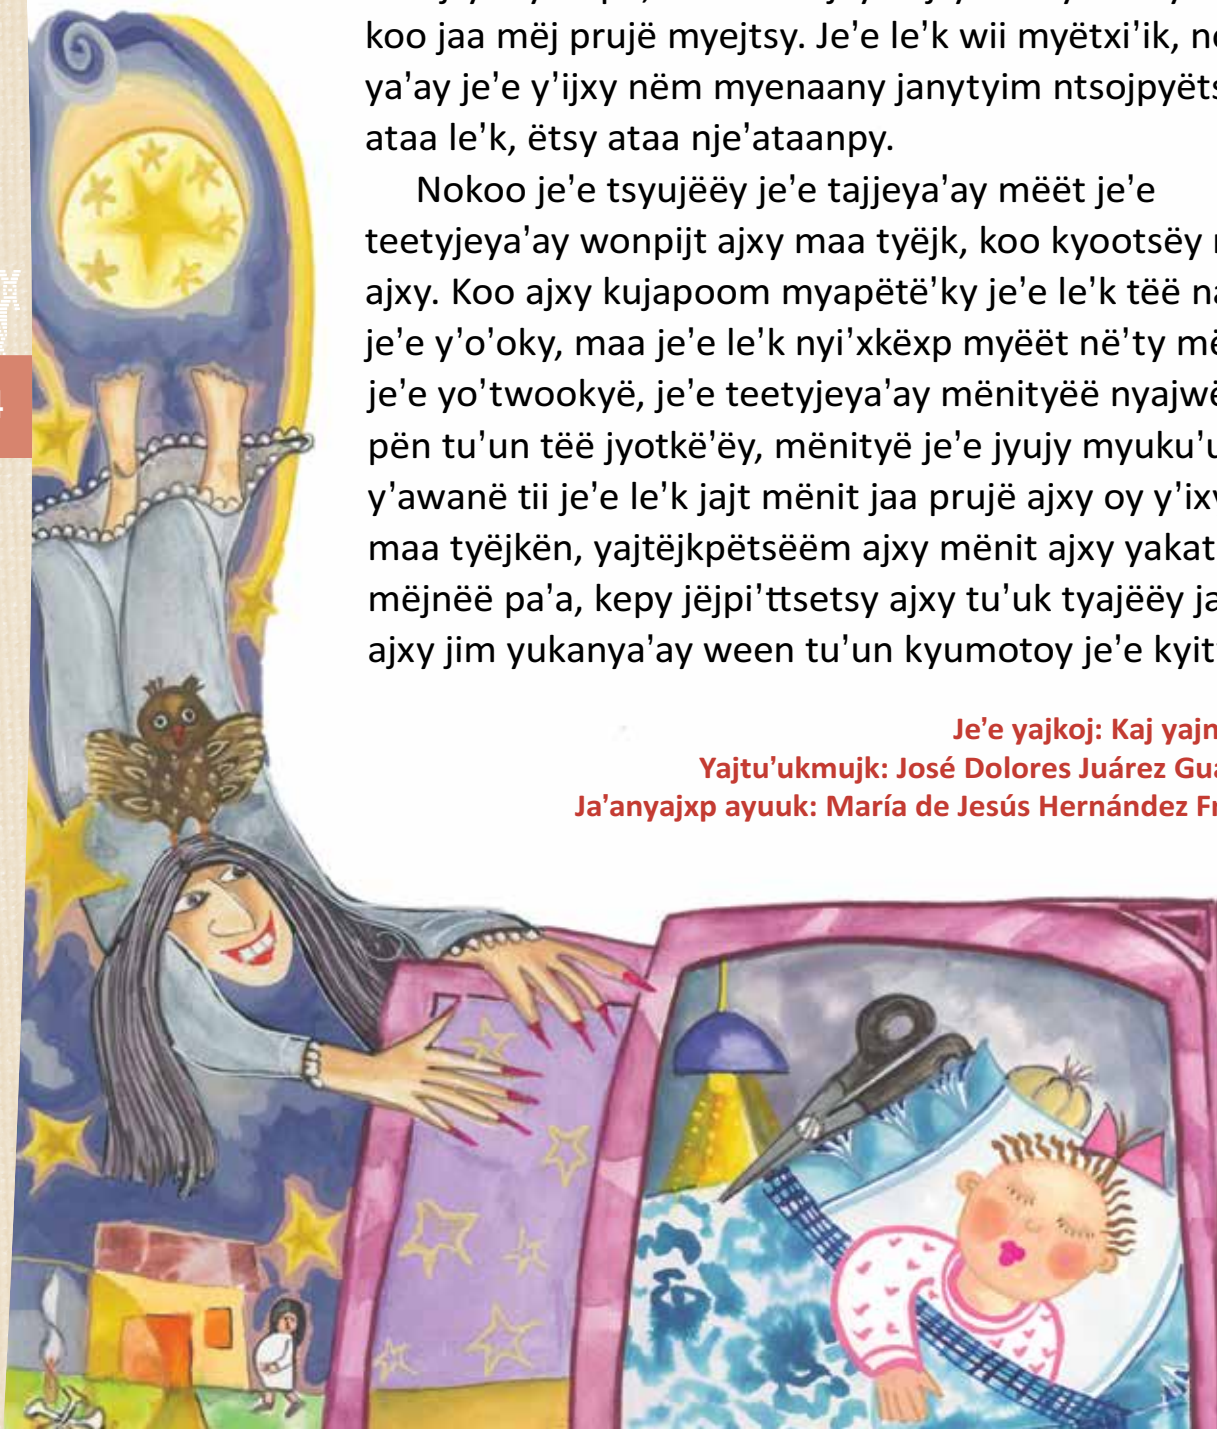 koo jaa mëj prujë myejtsy. Je’e le’k wii myëtxi’ik,
ya’ay je’e y’ijxy nëm myenaany janytyim
ataa le’k, ëtsy ataa nje’ataanpy.
Nokoo je’e tsyujëëy je’e tajjeya’ay mëët je’e
teetyjeya’ay wonpijt ajxy maa tyëjk, koo kyootsëy
ajxy. Koo ajxy kujapoom myapëtë’ky je’e le’k tëë
je’e y’o’oky, maa je’e le’k nyi’xkëxp myëët në’ty
je’e yo’twookyë, je’e teetyjeya’ay mënityëë
pën tu’un tëë jyotkë’ëy, mënityë je’e jyujy
y’awanë tii je’e le’k jajt mënit jaa prujë ajxy oy
maa tyëjkën, yajtëjkpëtsëëm ajxy mënit ajxy
mëjnëë pa’a, kepy jëjpi’ttsetsy ajxy tu’uk tyajëëy
ajxy jim yukanya’ay ween tu’un kyumotoy je’e
Je’e yajkoj: Kaj
Yajtu’ukmujk: José Dolores Juárez
Ja’anyajxp ayuuk: María de Jesús Hernández